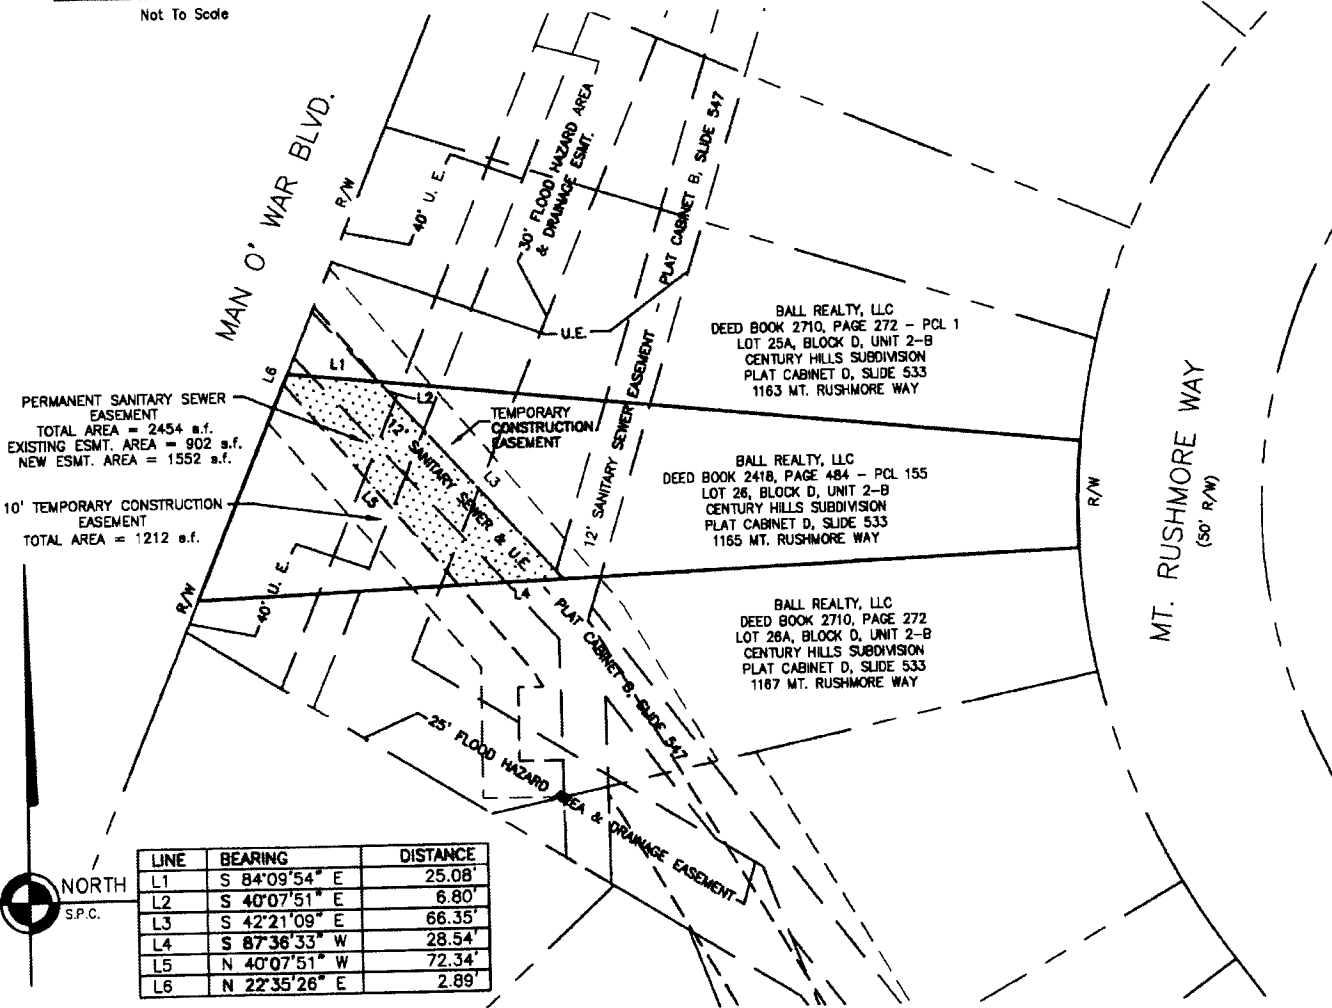 Not To Scale
MAN O' WAR BLVD.
R/W
40' U. E.
30' FLOOD HAZARD AREA
& DRAINAGE ESMT.
PLAT CABINET B, SLIDE 547
U.E.
12' SANITARY SEWER EASEMENT
BALL REALTY, LLC
DEED BOOK 2710, PAGE 272 - PCL 1
LOT 25A, BLOCK D, UNIT 2-B
CENTURY HILLS SUBDIVISION
PLAT CABINET D, SLIDE 533
1163 MT. RUSHMORE WAY
L6
L1
L2
L3
L5
L4
PERMANENT SANITARY SEWER
EASEMENT
TOTAL AREA = 2454 s.f.
EXISTING ESMT. AREA = 902 s.f.
NEW ESMT. AREA = 1552 s.f.
TEMPORARY
CONSTRUCTION
EASEMENT
12' SANITARY SEWER & U.E.
PLAT CABINET B, SLIDE 547
10' TEMPORARY CONSTRUCTION
EASEMENT
TOTAL AREA = 1212 s.f.
BALL REALTY, LLC
DEED BOOK 2418, PAGE 484 - PCL 155
LOT 26, BLOCK D, UNIT 2-B
CENTURY HILLS SUBDIVISION
PLAT CABINET D, SLIDE 533
1165 MT. RUSHMORE WAY
R/W
MT. RUSHMORE WAY
(50' R/W)
R/W
40' U. E.
BALL REALTY, LLC
DEED BOOK 2710, PAGE 272
LOT 26A, BLOCK D, UNIT 2-B
CENTURY HILLS SUBDIVISION
PLAT CABINET D, SLIDE 533
1167 MT. RUSHMORE WAY
25' FLOOD HAZARD AREA & DRAINAGE EASEMENT
NORTH
S.P.C.
LINE BEARING DISTANCE
L1 S 84°09'54" E 25.08'
L2 S 40°07'51" E 6.80'
L3 S 42°21'09" E 66.35'
L4 S 87°36'33" W 28.54'
L5 N 40°07'51" W 72.34'
L6 N 22°35'26" E 2.89'